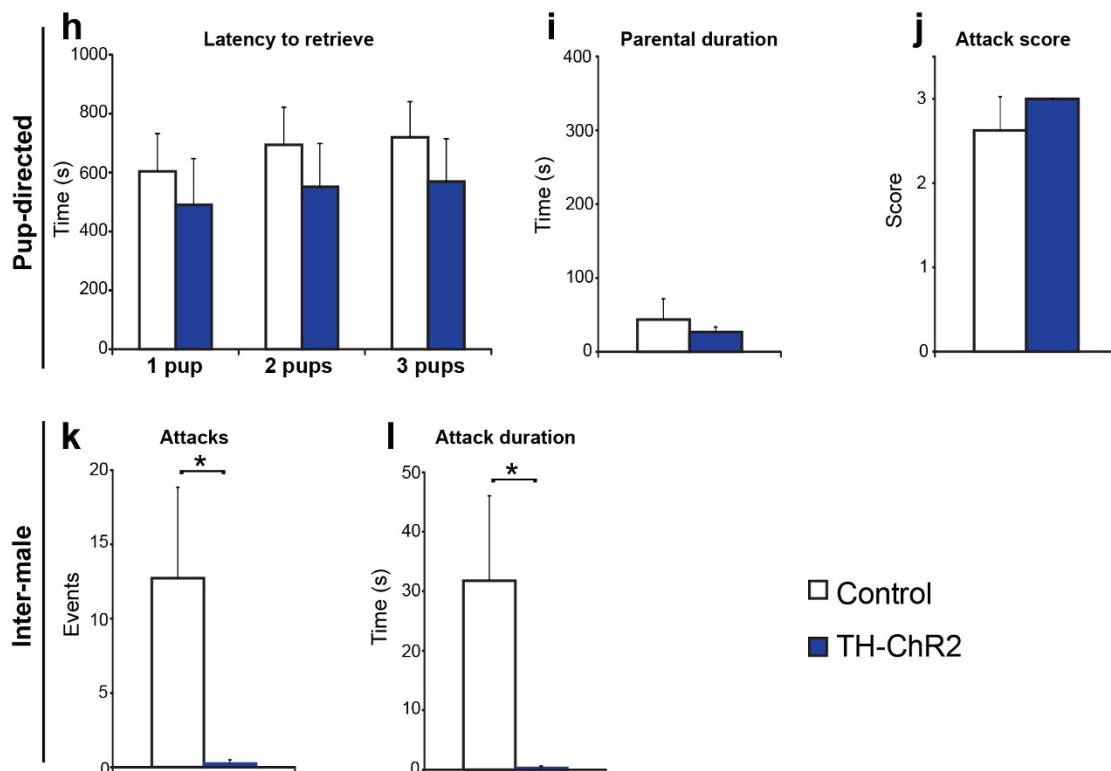 Pup-directed
h
Latency to retrieve
Time (s)
1000
800
600
400
200
0
1 pup
2 pups
3 pups
i
Parental duration
Time (s)
400
300
200
100
0
j
Attack score
Score
3
2
1
0
Inter-male
k
Attacks
*
Events
20
15
10
5
0
l
Attack duration
*
Time (s)
50
40
30
20
10
0
Control
TH-ChR2